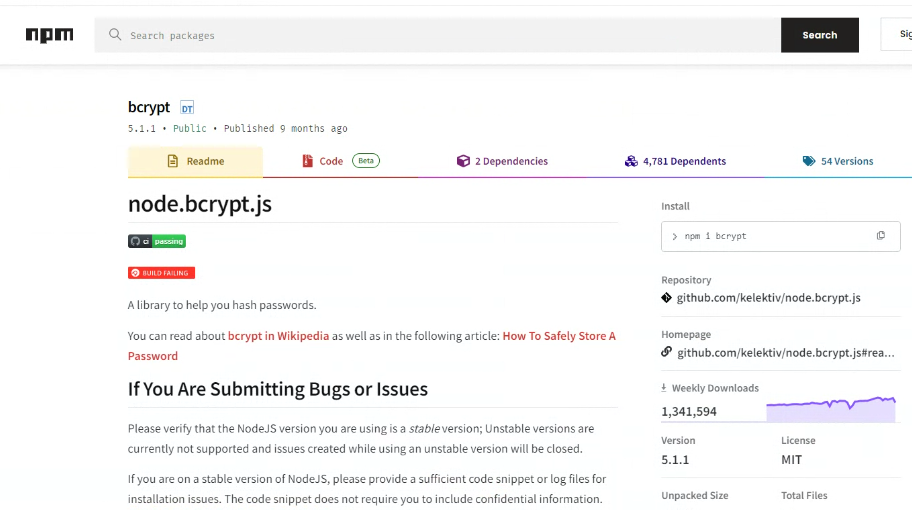 npm
Search packages
Search
Sig
bcrypt DT
5.1.1 • Public • Published 9 months ago
Readme
Code Beta
2 Dependencies
4,781 Dependents
54 Versions
node.bcrypt.js
ci passing
BUILD FAILING
A library to help you hash passwords.
You can read about bcrypt in Wikipedia as well as in the following article: How To Safely Store A
Password
If You Are Submitting Bugs or Issues
Please verify that the NodeJS version you are using is a stable version; Unstable versions are
currently not supported and issues created while using an unstable version will be closed.
If you are on a stable version of NodeJS, please provide a sufficient code snippet or log files for
installation issues. The code snippet does not require you to include confidential information.
Install
> npm i bcrypt
Repository
github.com/kelektiv/node.bcrypt.js
Homepage
github.com/kelektiv/node.bcrypt.js#rea...
Weekly Downloads
1,341,594
Version
License
5.1.1
MIT
Unpacked Size
Total Files